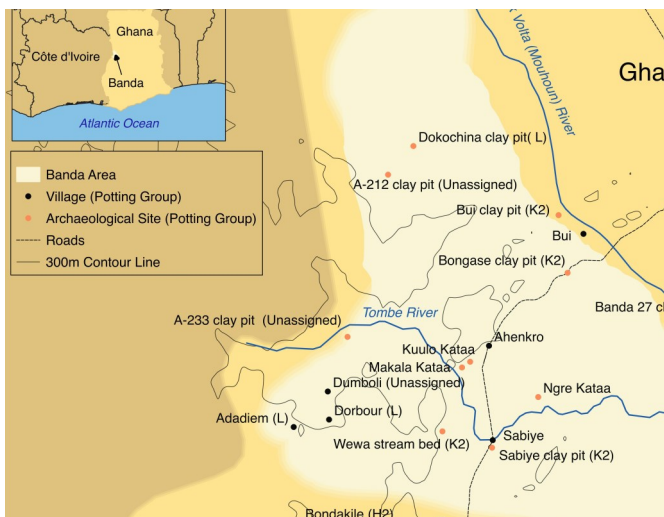 Ghana
Côte d'Ivoire
Banda
Atlantic Ocean
Banda Area
Village (Potting Group)
Archaeological Site (Potting Group)
Roads
300m Contour Line
Volta (Mouhoun) River
Gha
Dokochina clay pit( L)
A-212 clay pit (Unassigned)
Bui clay pit (K2)
Bui
Bongase clay pit (K2)
Banda 27 cl
A-233 clay pit (Unassigned)
Tombe River
Ahenkro
Kuulo Kataa
Makala Kataa
Dumboli (Unassigned)
Ngre Kataa
Adadiem (L)
Dorbour (L)
Wewa stream bed (K2)
Sabiye
Sabiye clay pit (K2)
Bondakile (H2)